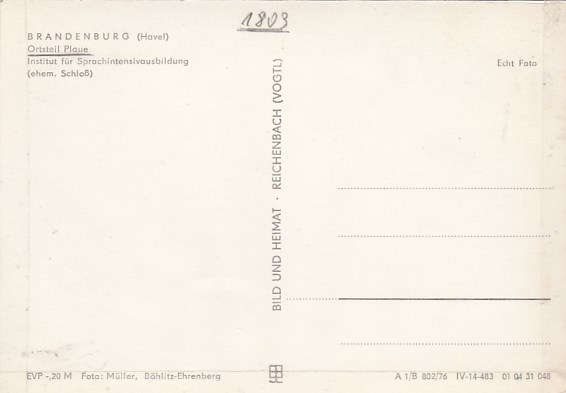 1803
BRANDENBURG (Havel)
Ortsteil Plaue
Institut für Sprachintensivausbildung
(ehem. Schloß)
Echt Foto
BILD UND HEIMAT · REICHENBACH (VOGTL)
EVP -,20 M Foto: Müller, Böhlitz-Ehrenberg
A 1/B 802/76 IV-14-483 01 04 31 048